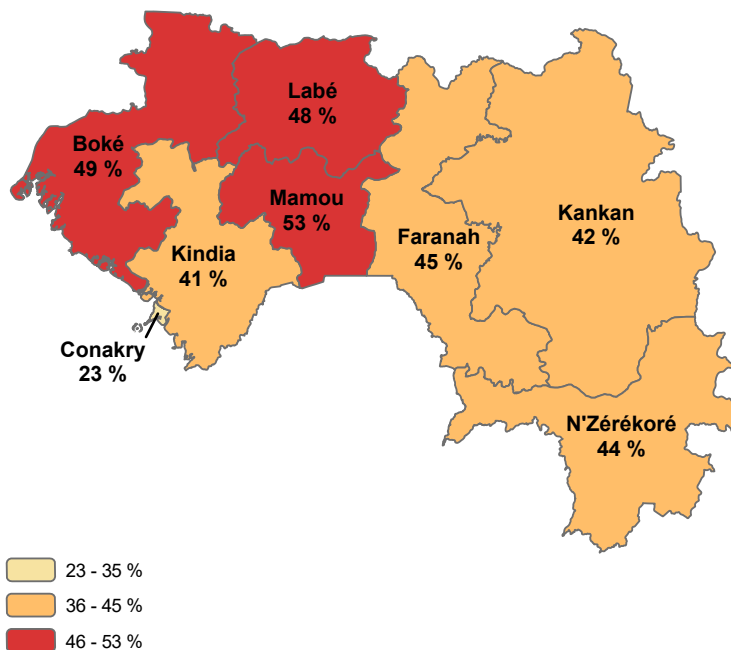 Labé
48 %
Boké
49 %
Mamou
53 %
Kankan
42 %
Faranah
45 %
Kindia
41 %
Conakry
23 %
N'Zérékoré
44 %
23 - 35 %
36 - 45 %
46 - 53 %